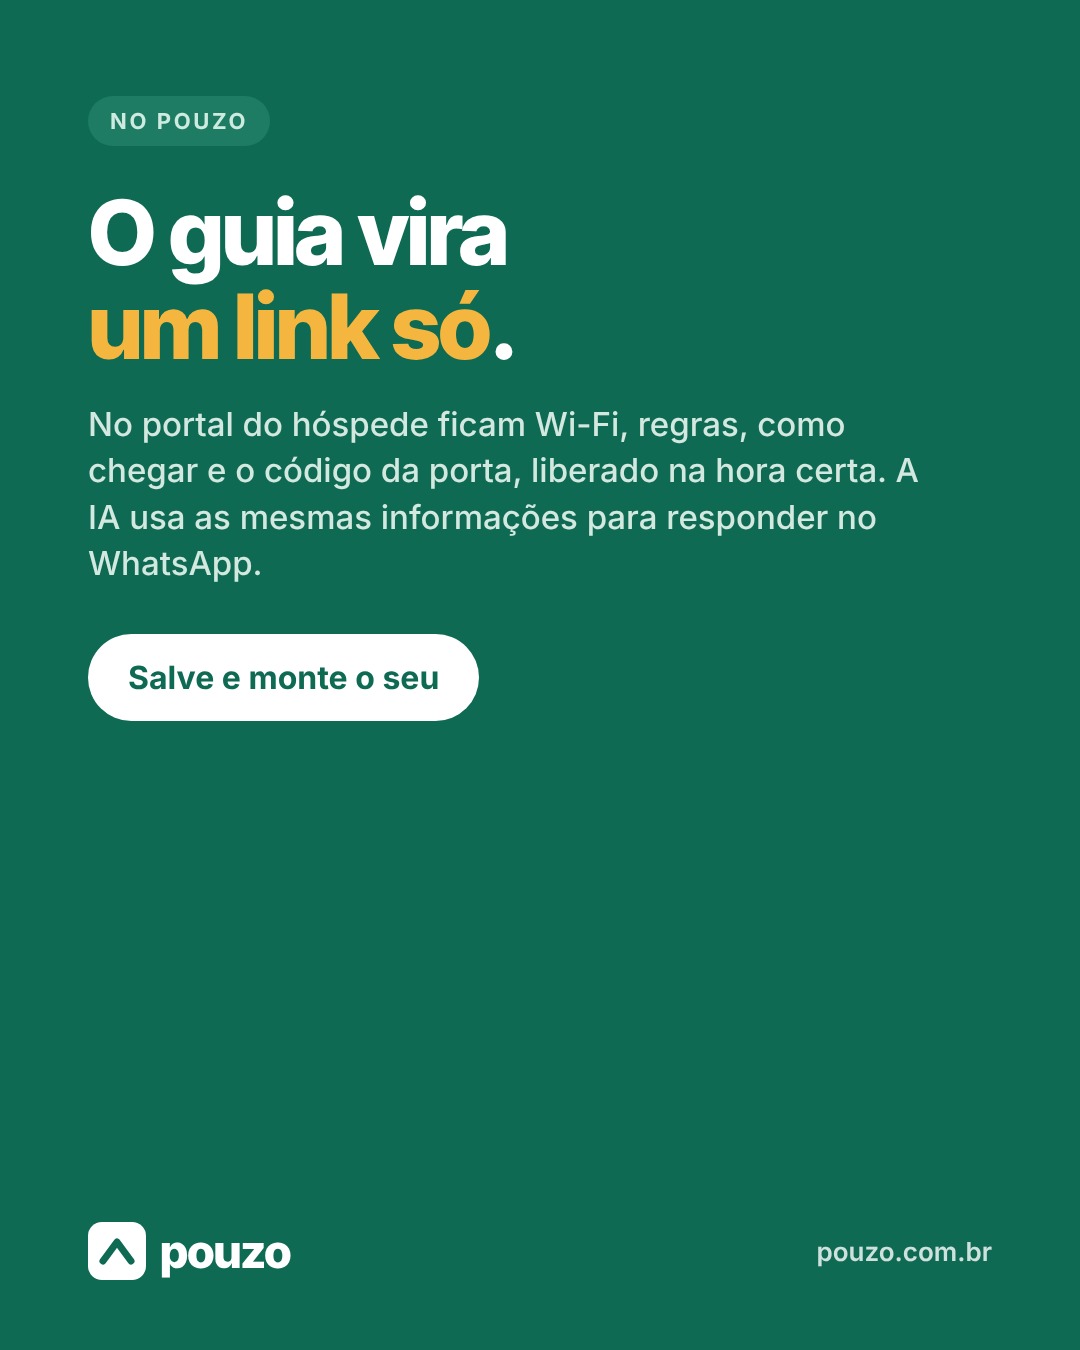 NO POUZO
O guia vira
um link só.
No portal do hóspede ficam Wi-Fi, regras, como
chegar e o código da porta, liberado na hora certa. A
IA usa as mesmas informações para responder no
WhatsApp.
Salve e monte o seu
pouzo
pouzo.com.br